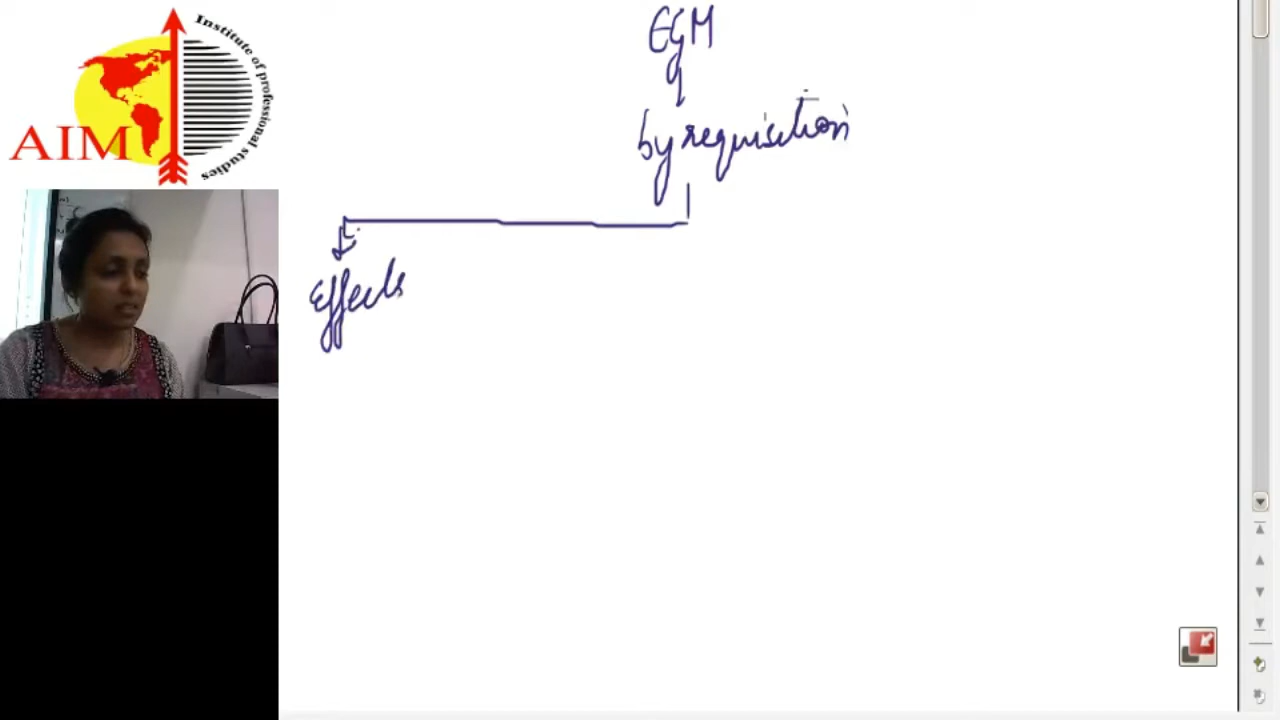 AIM
Institute of professional studies
EGM
by requisition
Effects